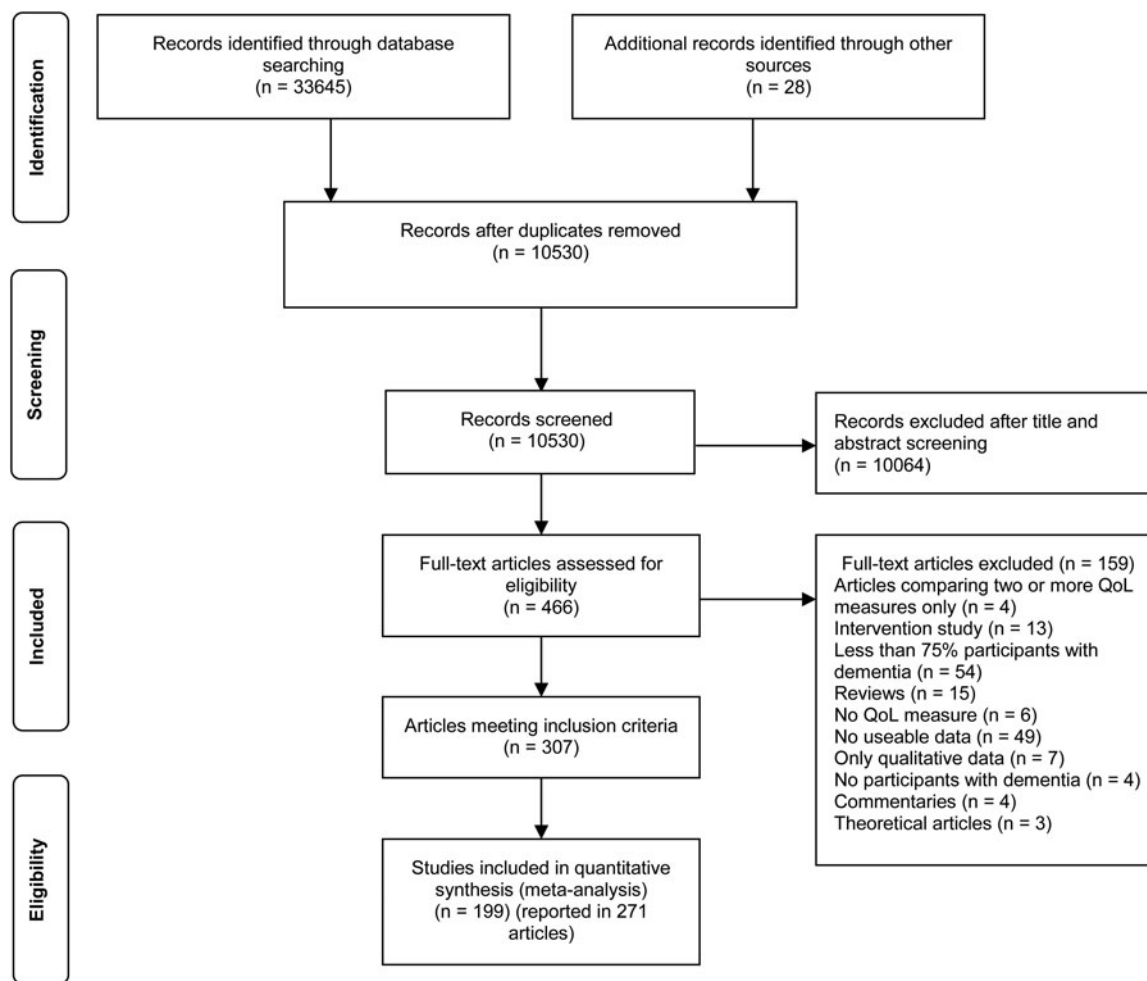 Identification
Records identified through database
searching
(n = 33645)
Additional records identified through other
sources
(n = 28)
Records after duplicates removed
(n = 10530)
Screening
Records screened
(n = 10530)
Records excluded after title and
abstract screening
(n = 10064)
Included
Full-text articles assessed for
eligibility
(n = 466)
Full-text articles excluded (n = 159)
Articles comparing two or more QoL
measures only (n = 4)
Intervention study (n = 13)
Less than 75% participants with
dementia (n = 54)
Reviews (n = 15)
No QoL measure (n = 6)
No useable data (n = 49)
Only qualitative data (n = 7)
No participants with dementia (n = 4)
Commentaries (n = 4)
Theoretical articles (n = 3)
Articles meeting inclusion criteria
(n = 307)
Eligibility
Studies included in quantitative
synthesis (meta-analysis)
(n = 199) (reported in 271
articles)